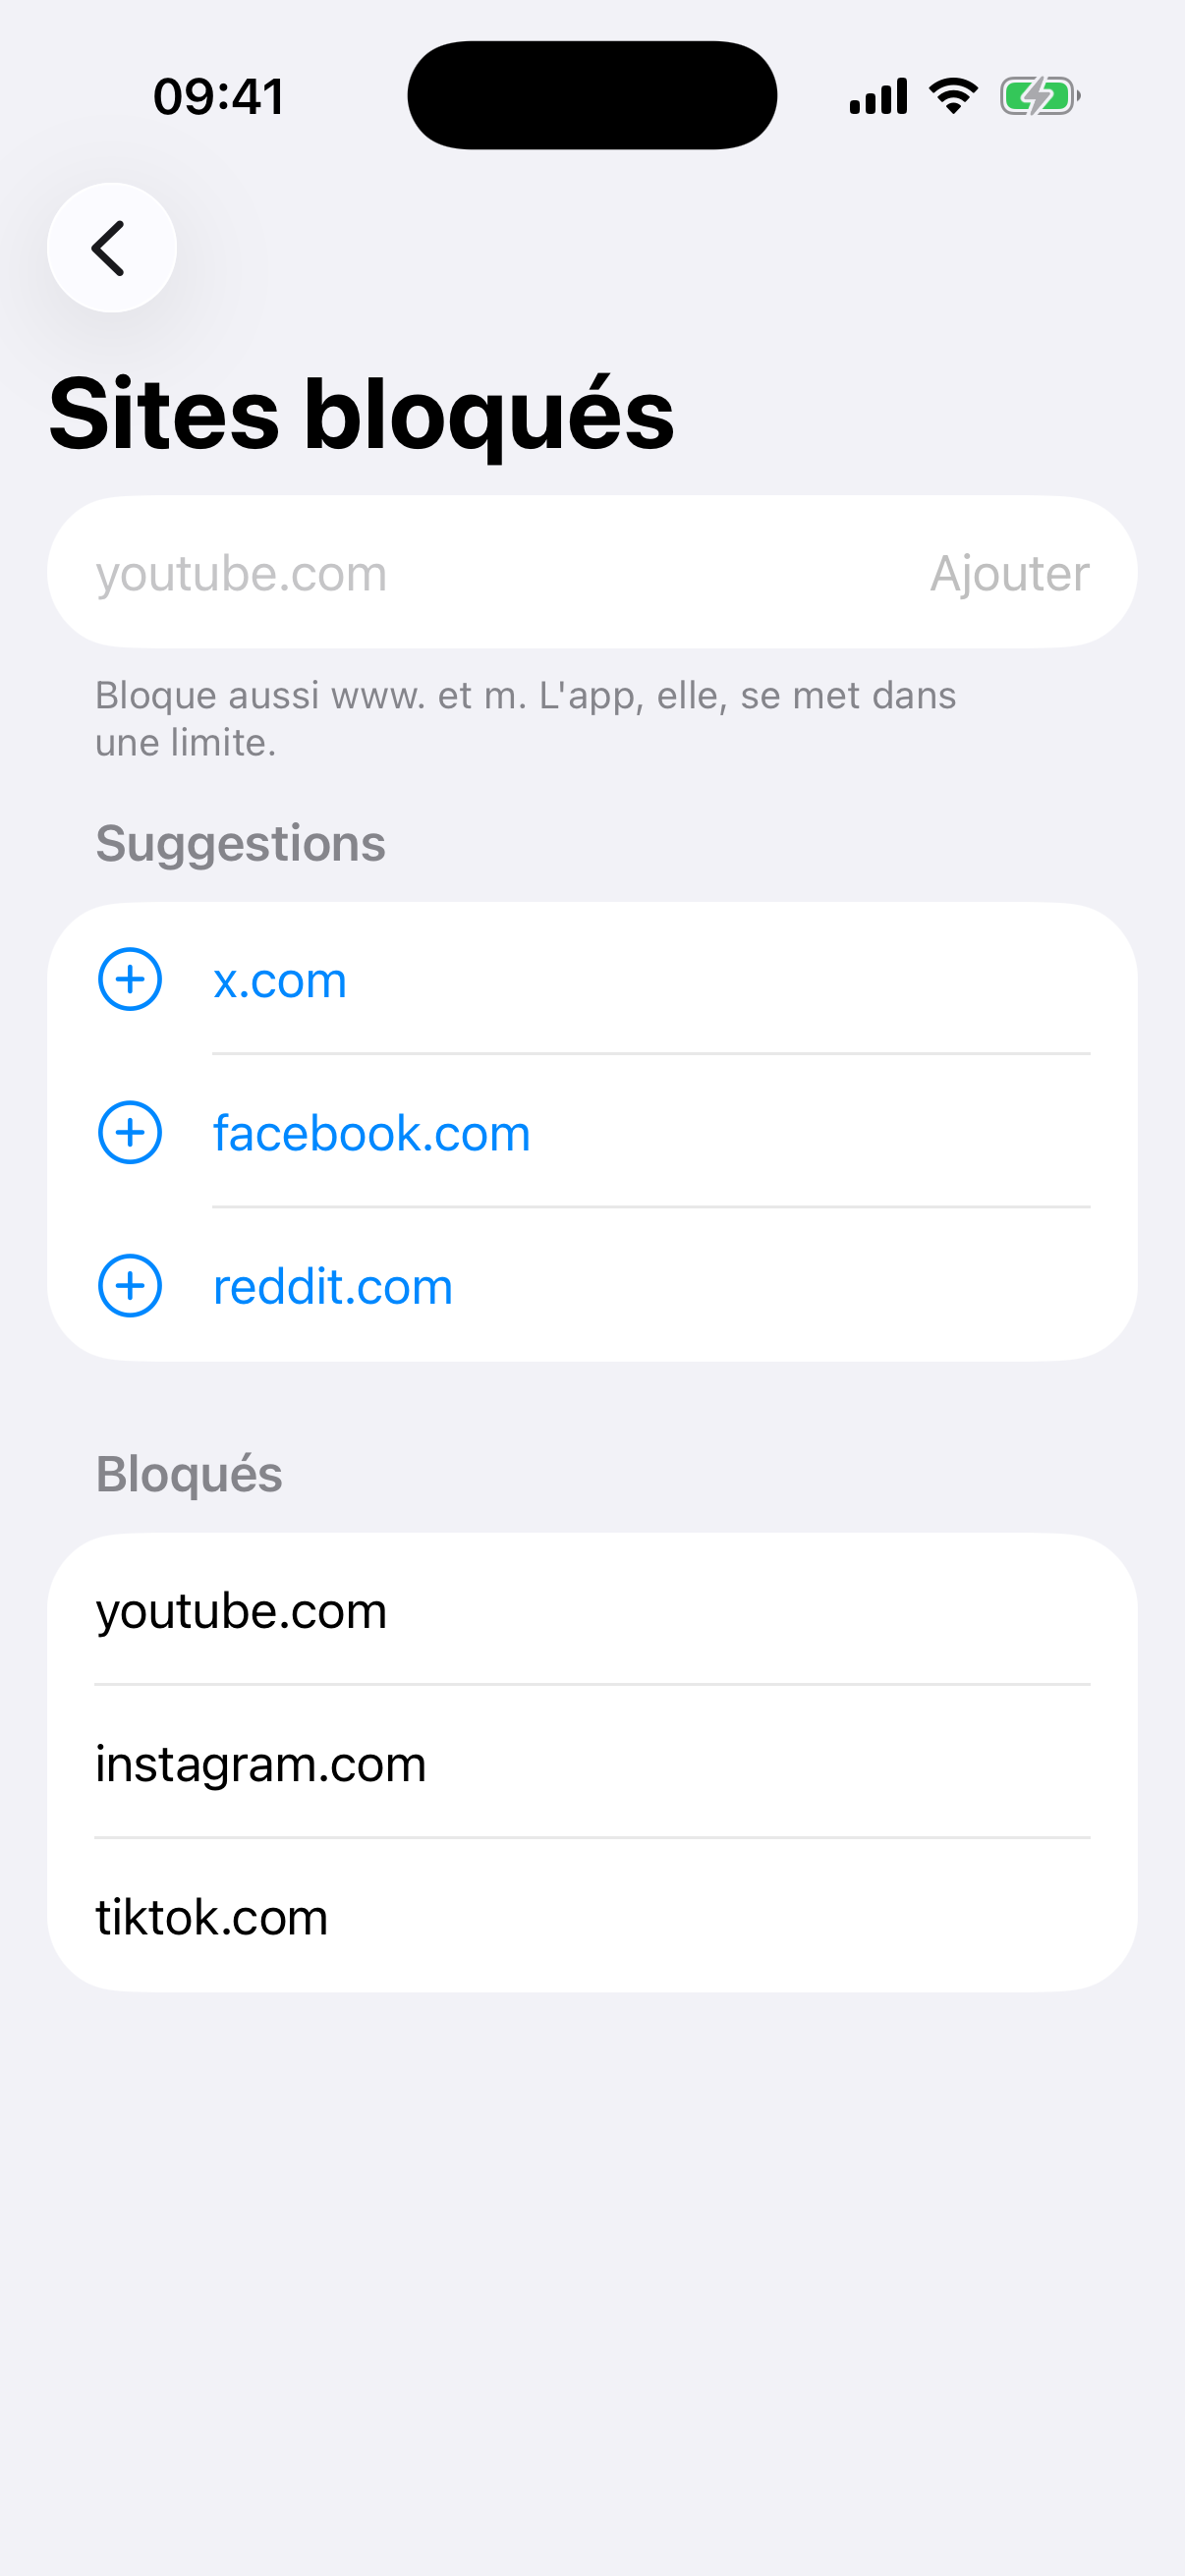 09:41
Sites bloqués
youtube.com
Ajouter
Bloque aussi www. et m. L'app, elle, se met dans
une limite.
Suggestions
x.com
facebook.com
reddit.com
Bloqués
youtube.com
instagram.com
tiktok.com